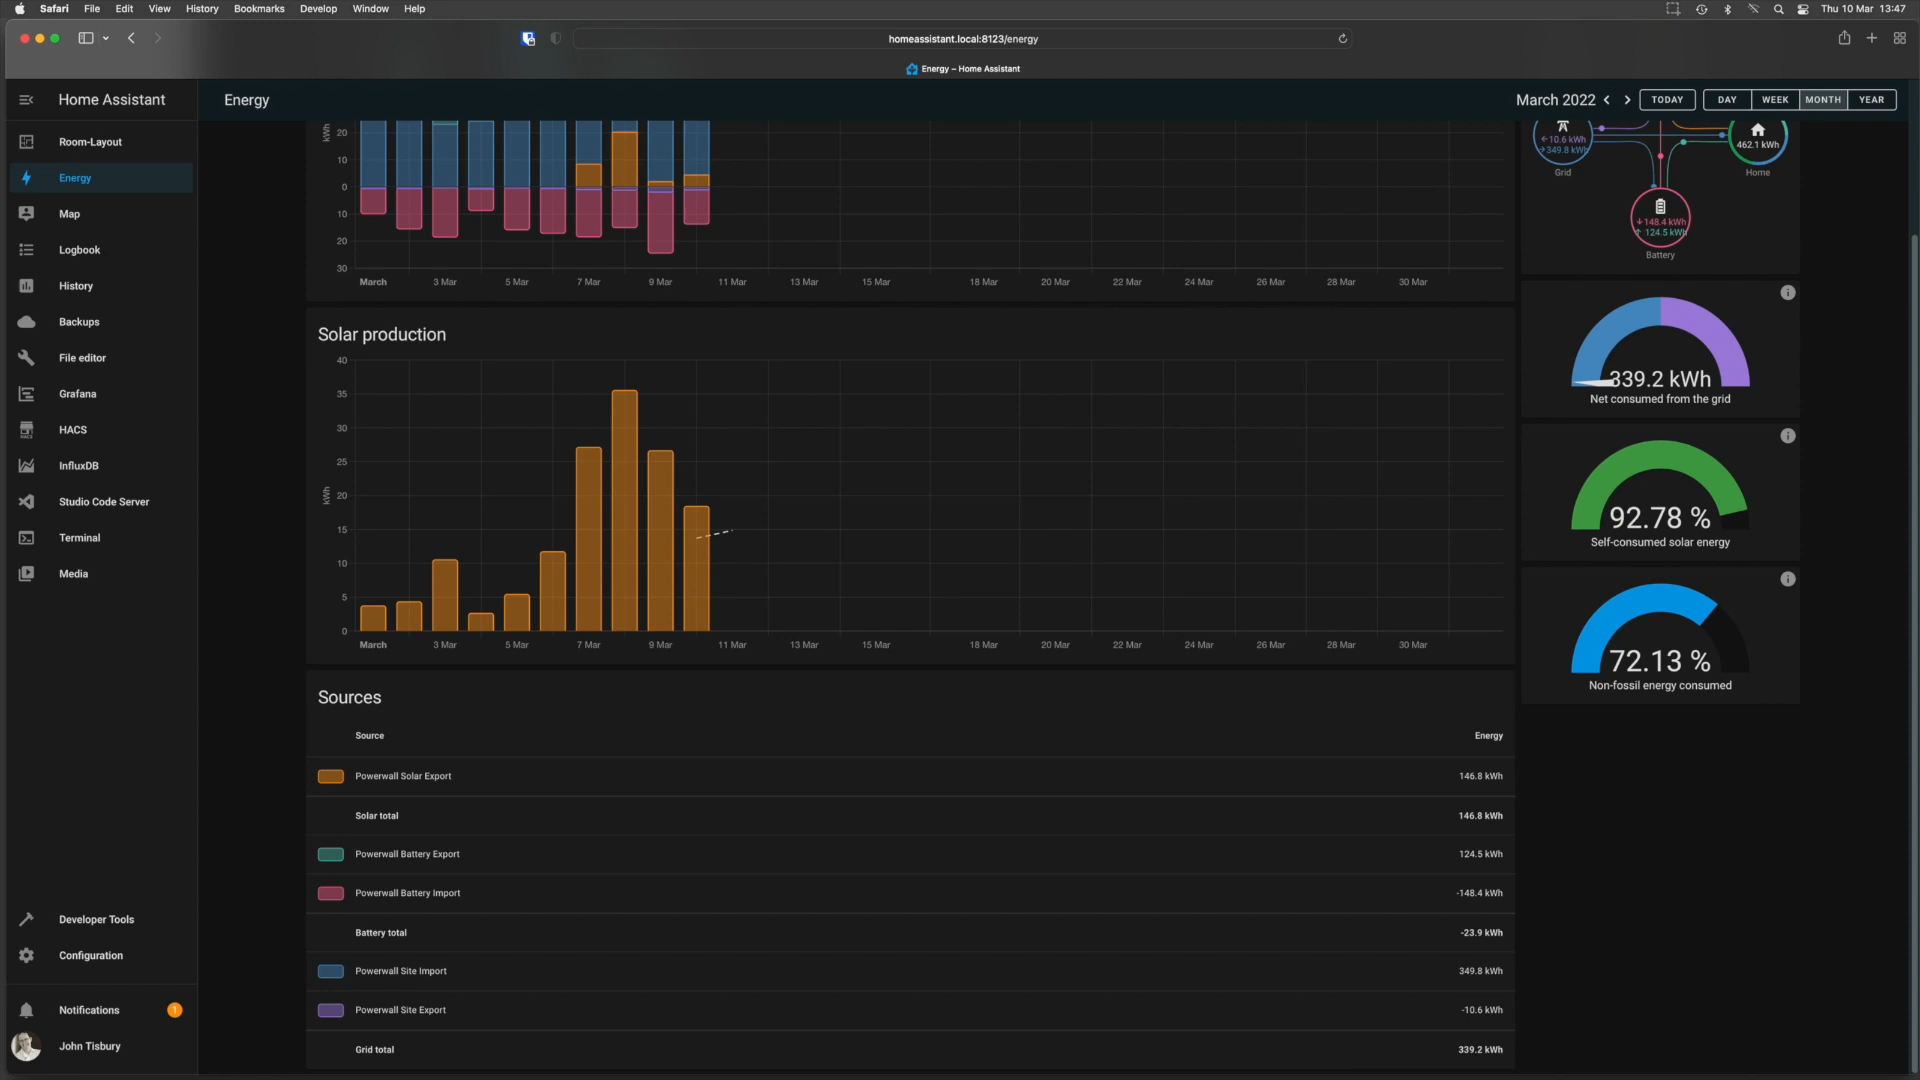 Safari File Edit View History Bookmarks Develop Window Help Thu 10 Mar 13:47
homeassistant.local:8123/energy
Energy – Home Assistant
Home Assistant
Room-Layout
Energy
Map
Logbook
History
Backups
File editor
Grafana
HACS
InfluxDB
Studio Code Server
Terminal
Media
Developer Tools
Configuration
Notifications 1
John Tisbury
Energy
March 2022 TODAY DAY WEEK MONTH YEAR
kWh
20
10
0
10
20
30
March 3 Mar 5 Mar 7 Mar 9 Mar 11 Mar 13 Mar 15 Mar 18 Mar 20 Mar 22 Mar 24 Mar 26 Mar 28 Mar 30 Mar
Solar production
kWh
40
35
30
25
20
15
10
5
0
March 3 Mar 5 Mar 7 Mar 9 Mar 11 Mar 13 Mar 15 Mar 18 Mar 20 Mar 22 Mar 24 Mar 26 Mar 28 Mar 30 Mar
Sources
Source Energy
Powerwall Solar Export 146.8 kWh
Solar total 146.8 kWh
Powerwall Battery Export 124.5 kWh
Powerwall Battery Import -148.4 kWh
Battery total -23.9 kWh
Powerwall Site Import 349.8 kWh
Powerwall Site Export -10.6 kWh
Grid total 339.2 kWh
←10.6 kWh
→349.8 kWh
Grid
462.1 kWh
Home
↓148.4 kWh
↑124.5 kWh
Battery
339.2 kWh
Net consumed from the grid
92.78 %
Self-consumed solar energy
72.13 %
Non-fossil energy consumed